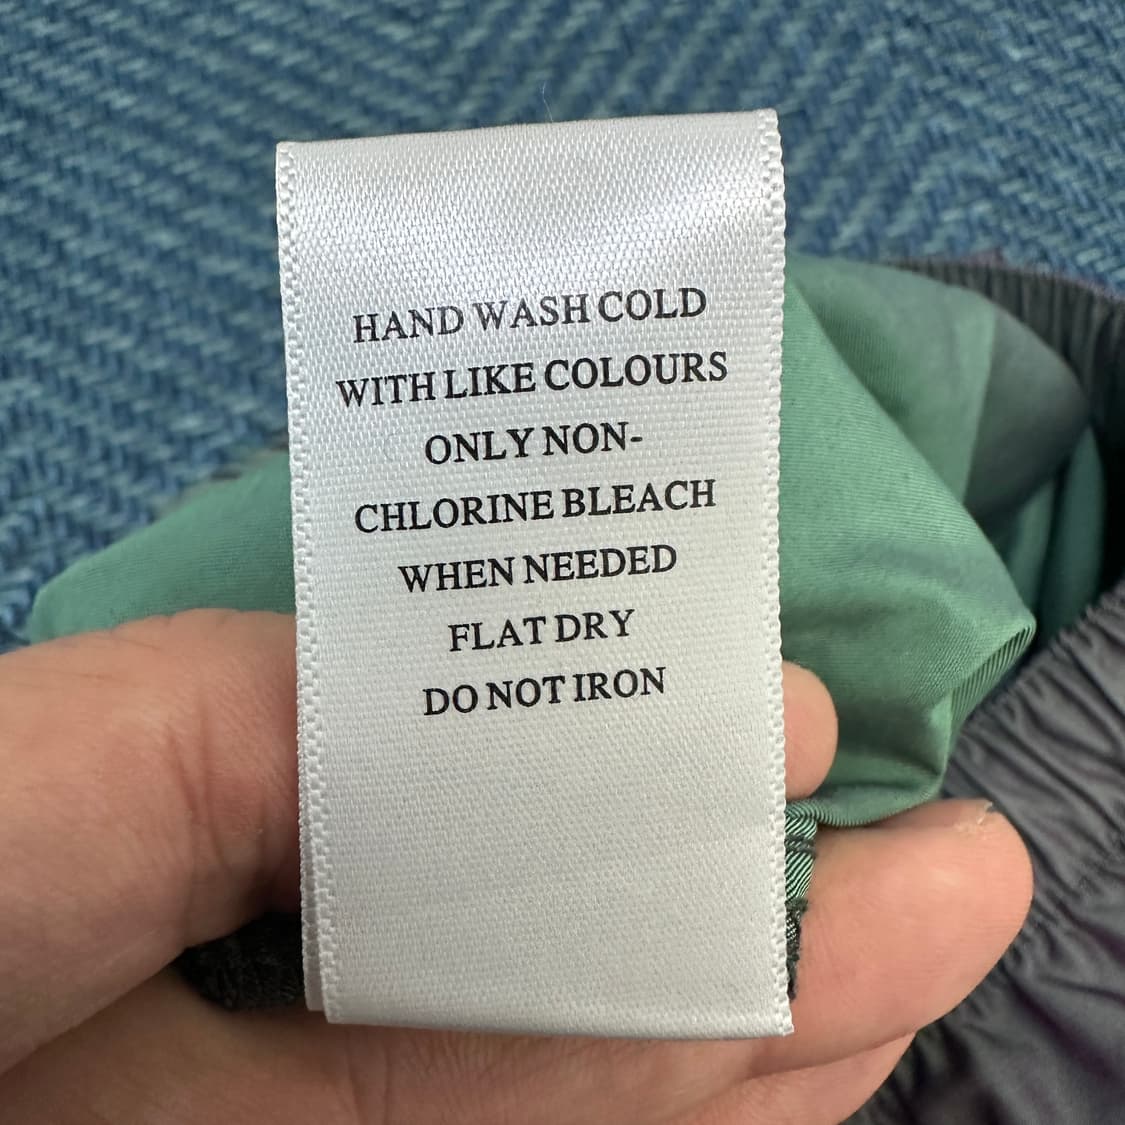 HAND WASH COLD
WITH LIKE COLOURS
ONLY NON-
CHLORINE BLEACH
WHEN NEEDED
FLAT DRY
DO NOT IRON